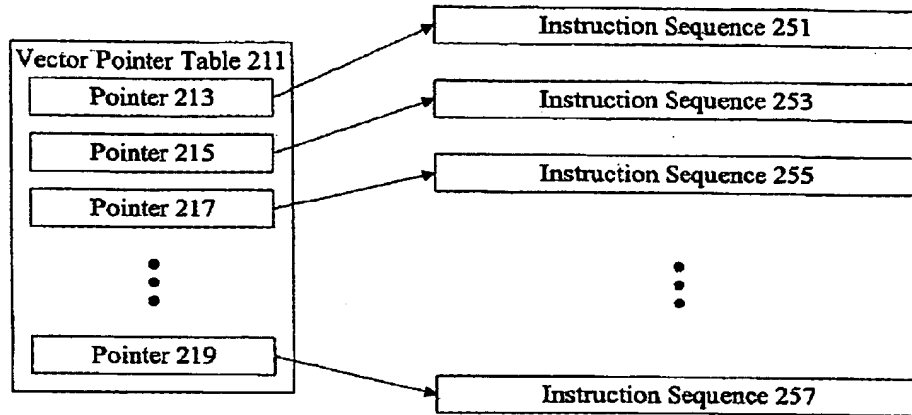 Vector Pointer Table 211
Pointer 213
Pointer 215
Pointer 217
Pointer 219
Instruction Sequence 251
Instruction Sequence 253
Instruction Sequence 255
Instruction Sequence 257